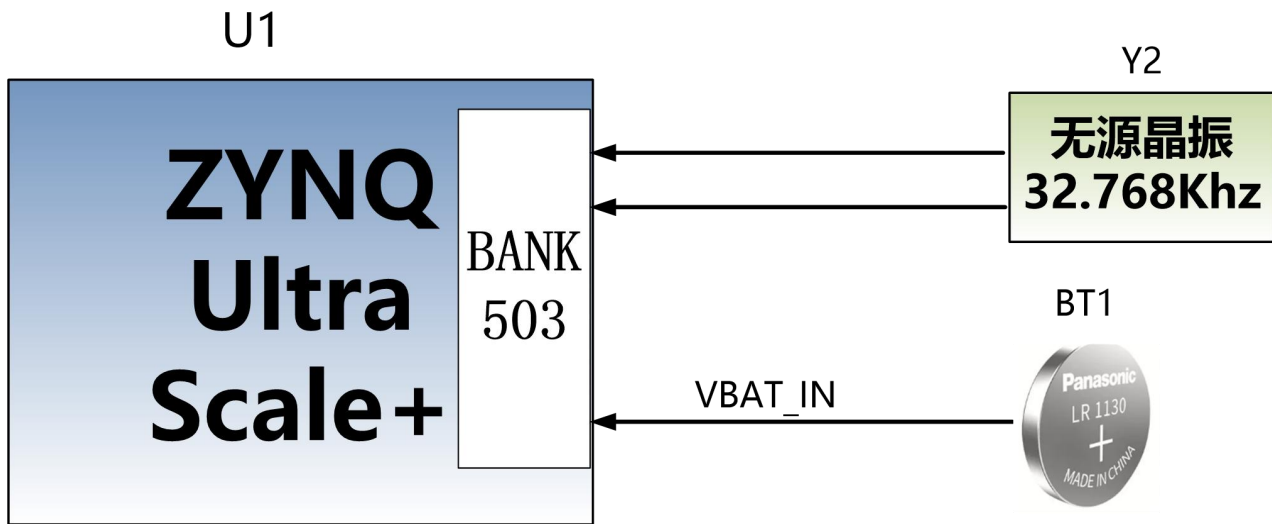 U1
ZYNQ
Ultra
Scale+
BANK
503
Y2
无源晶振
32.768Khz
BT1
VBAT_IN
Panasonic
LR 1130
+
MADE IN CHINA